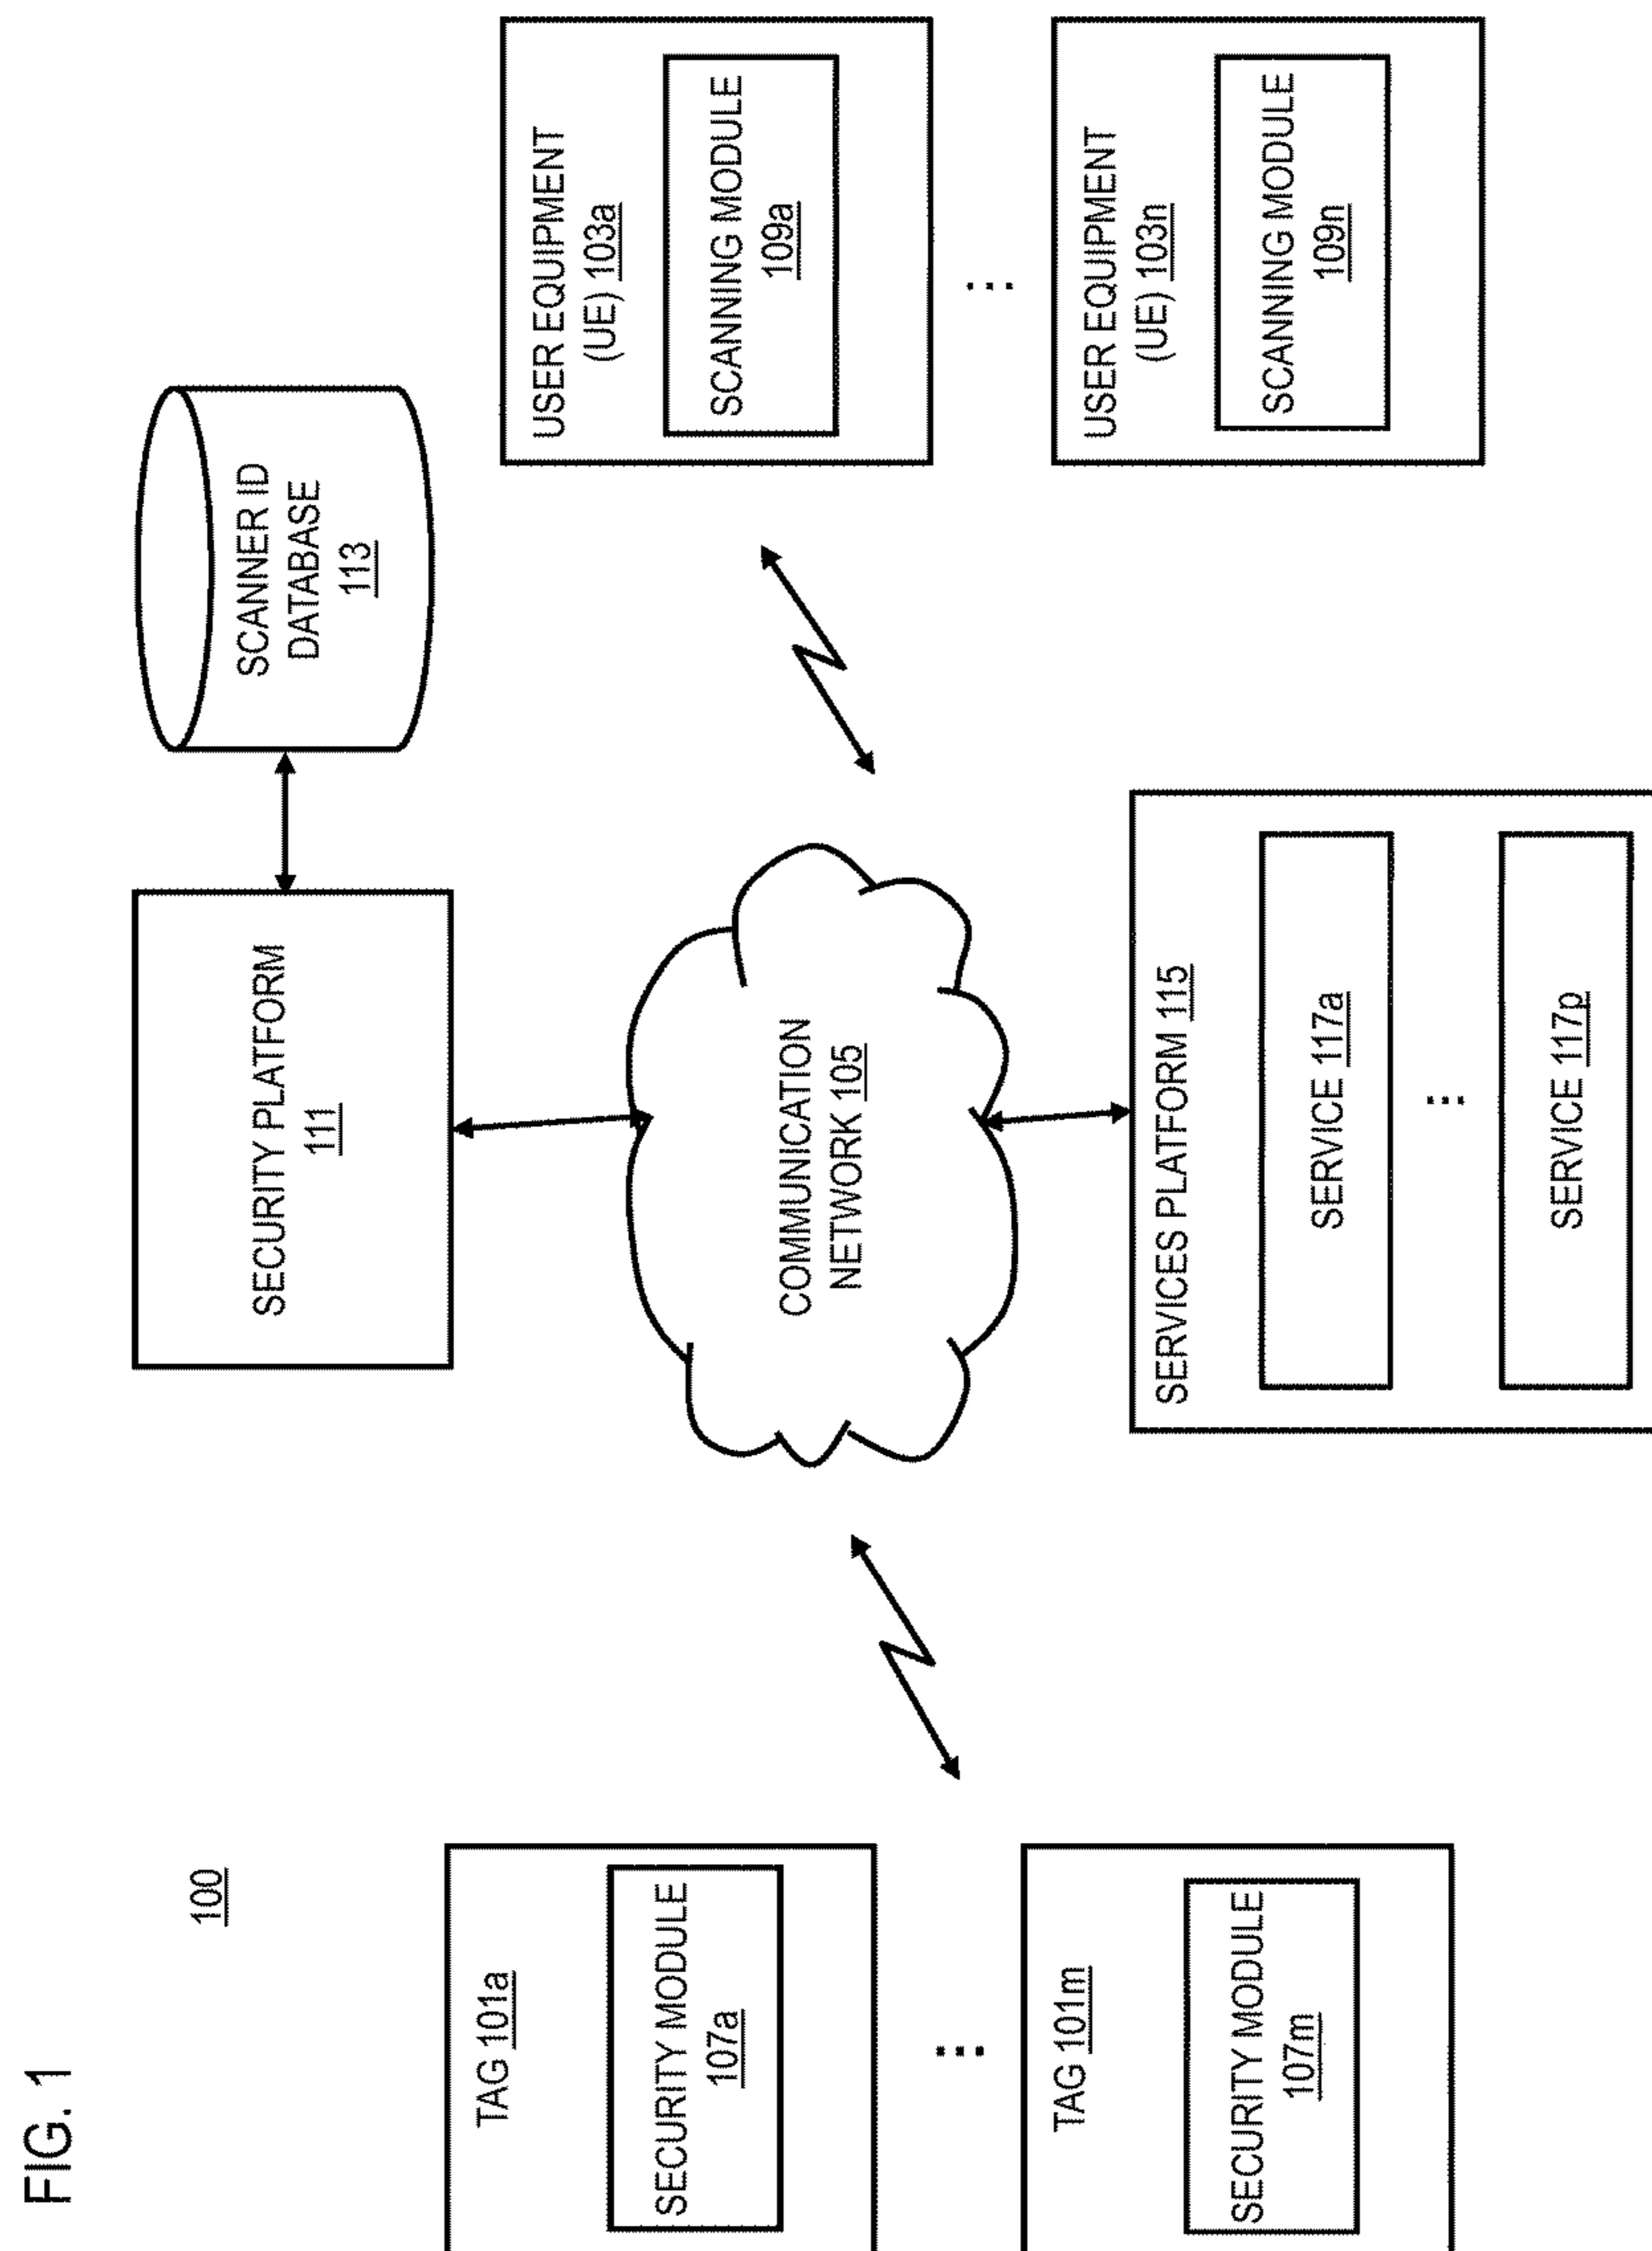 FIG. 1
100
SECURITY PLATFORM
111
SCANNER ID
DATABASE
113
TAG 101a
SECURITY MODULE
107a
...
TAG 101m
SECURITY MODULE
107m
COMMUNICATION
NETWORK 105
USER EQUIPMENT
(UE) 103a
SCANNING MODULE
109a
...
USER EQUIPMENT
(UE) 103n
SCANNING MODULE
109n
SERVICES PLATFORM 115
SERVICE 117a
...
SERVICE 117p